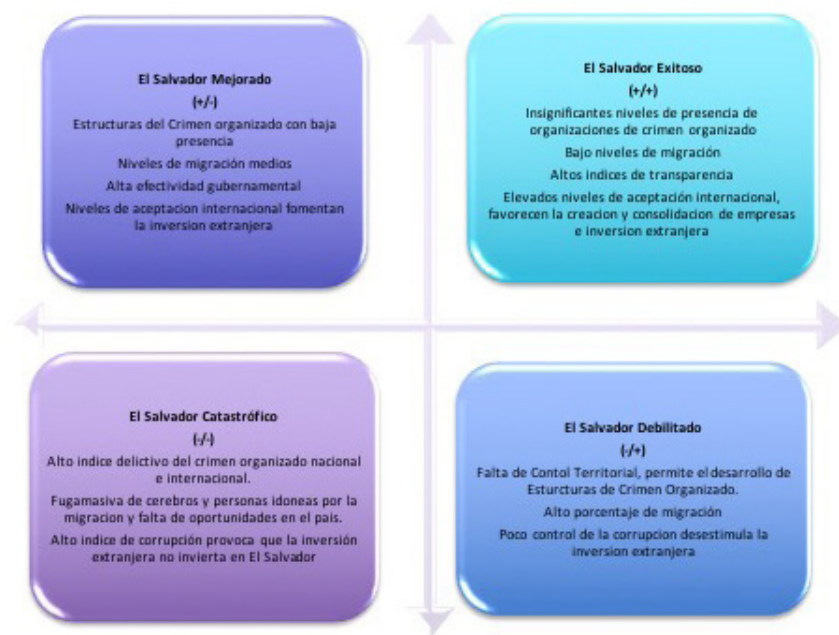 El Salvador Mejorado
(+/-)
Estructuras del Crimen organizado con baja
presencia
Niveles de migración medios
Alta efectividad gubernamental
Niveles de aceptacion internacional fomentan
la inversion extranjera
El Salvador Exitoso
(+/+)
Insignificantes niveles de presencia de
organizaciones de crimen organizado
Bajo niveles de migración
Altos indices de transparencia
Elevados niveles de aceptación internacional,
favorecen la creacion y consolidacion de empresas
e inversion extranjera
El Salvador Catastrófico
(-/-)
Alto indice delictivo del crimen organizado nacional
e internacional.
Fugamasiva de cerebros y personas idoneas por la
migracion y falta de oportunidades en el pais.
Alto indice de corrupción provoca que la inversión
extranjera no invierta en El Salvador
El Salvador Debilitado
(-/+)
Falta de Contol Territorial, permite el desarrollo de
Esturcturas de Crimen Organizado.
Alto porcentaje de migración
Poco control de la corrupcion desestimula la
inversion extranjera